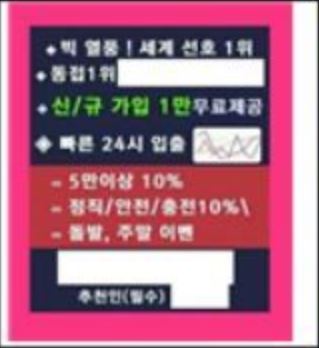 ◆ 빅 열풍 ! 세계 선호 1위
◆ 동접1위
◆ 신/규 가입 1만무료제공
◆ 빠른 24시 입출
- 5만이상 10%
- 정직/안전/충전10%\
- 돌발, 주말 이벤
추천인(필수)